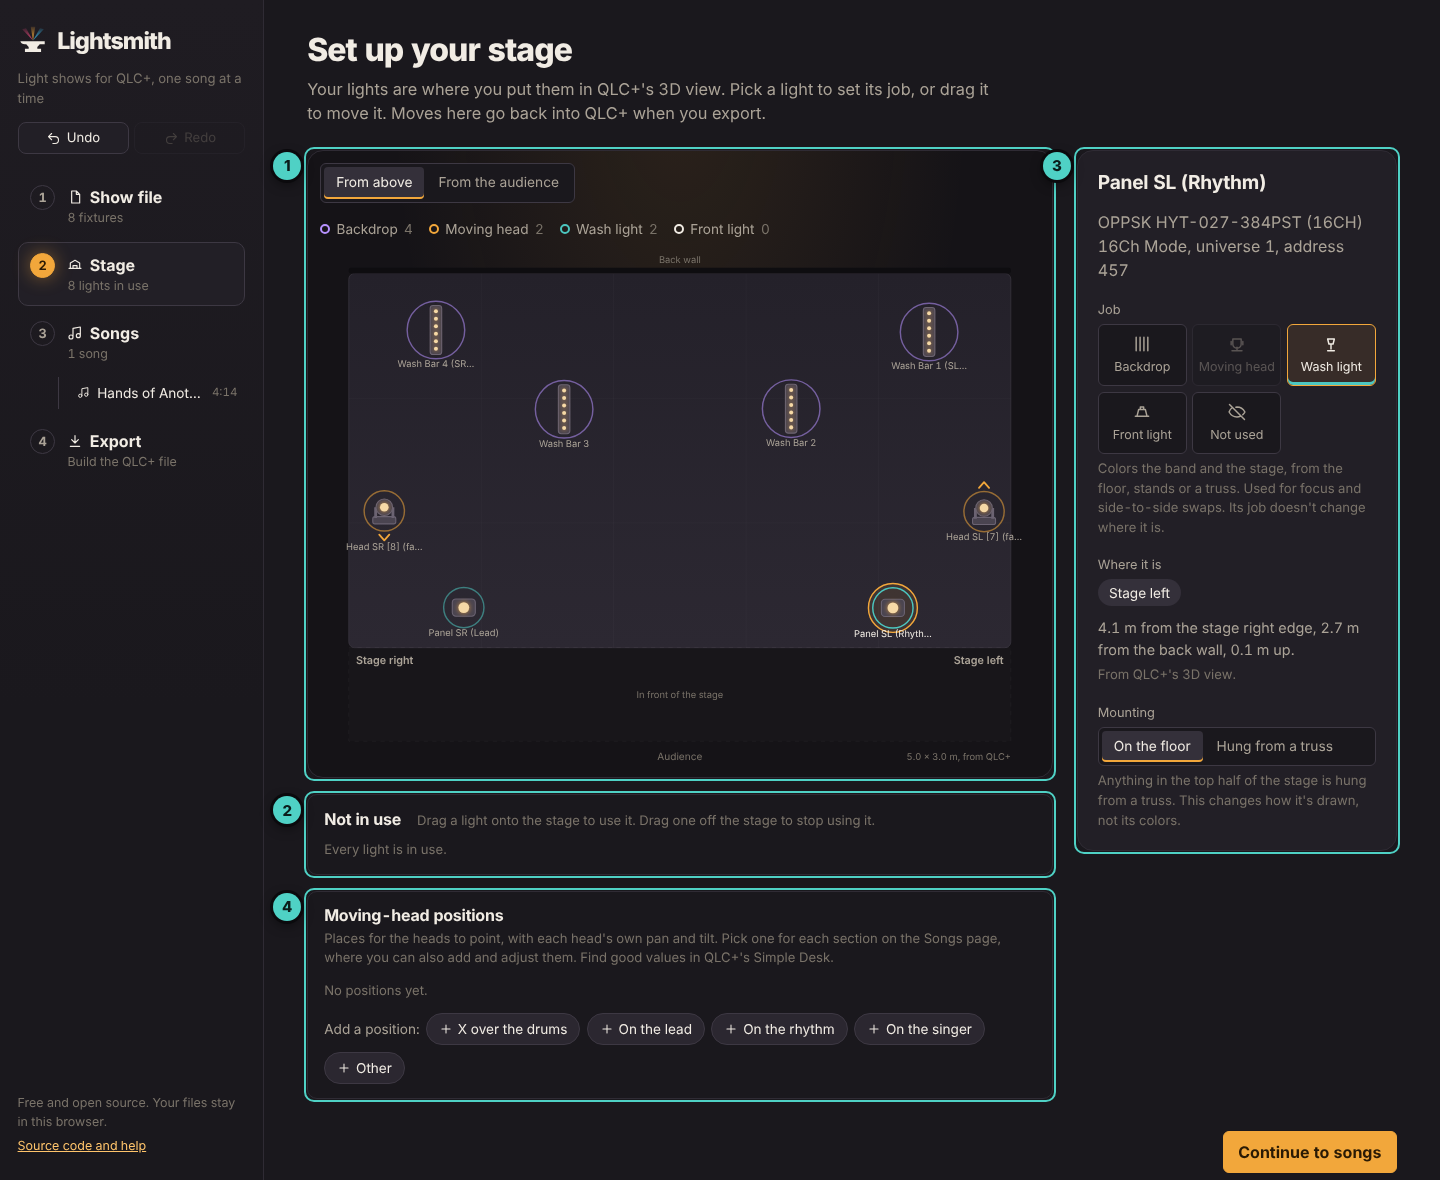 Lightsmith
Light shows for QLC+, one song at a
time
Undo
Redo
1
Show file
8 fixtures
2
Stage
8 lights in use
3
Songs
1 song
Hands of Anot... 4:14
4
Export
Build the QLC+ file
Free and open source. Your files stay
in this browser.
Source code and help
Set up your stage
Your lights are where you put them in QLC+'s 3D view. Pick a light to set its job, or drag it
to move it. Moves here go back into QLC+ when you export.
1
From above
From the audience
Backdrop 4
Moving head 2
Wash light 2
Front light 0
Back wall
Wash Bar 4 (SR...
Wash Bar 1 (SL...
Wash Bar 3
Wash Bar 2
Head SR [8] (fa...
Head SL [7] (fa...
Panel SR (Lead)
Panel SL (Rhyth...
Stage right
Stage left
In front of the stage
Audience
5.0 × 3.0 m, from QLC+
2
Not in use
Drag a light onto the stage to use it. Drag one off the stage to stop using it.
Every light is in use.
4
Moving-head positions
Places for the heads to point, with each head's own pan and tilt. Pick one for each section on the Songs page,
where you can also add and adjust them. Find good values in QLC+'s Simple Desk.
No positions yet.
Add a position:
+ X over the drums
+ On the lead
+ On the rhythm
+ On the singer
+ Other
3
Panel SL (Rhythm)
OPPSK HYT-027-384PST (16CH)
16Ch Mode, universe 1, address
457
Job
Backdrop
Moving head
Wash light
Front light
Not used
Colors the band and the stage, from the
floor, stands or a truss. Used for focus and
side-to-side swaps. Its job doesn't change
where it is.
Where it is
Stage left
4.1 m from the stage right edge, 2.7 m
from the back wall, 0.1 m up.
From QLC+'s 3D view.
Mounting
On the floor
Hung from a truss
Anything in the top half of the stage is hung
from a truss. This changes how it's drawn,
not its colors.
Continue to songs